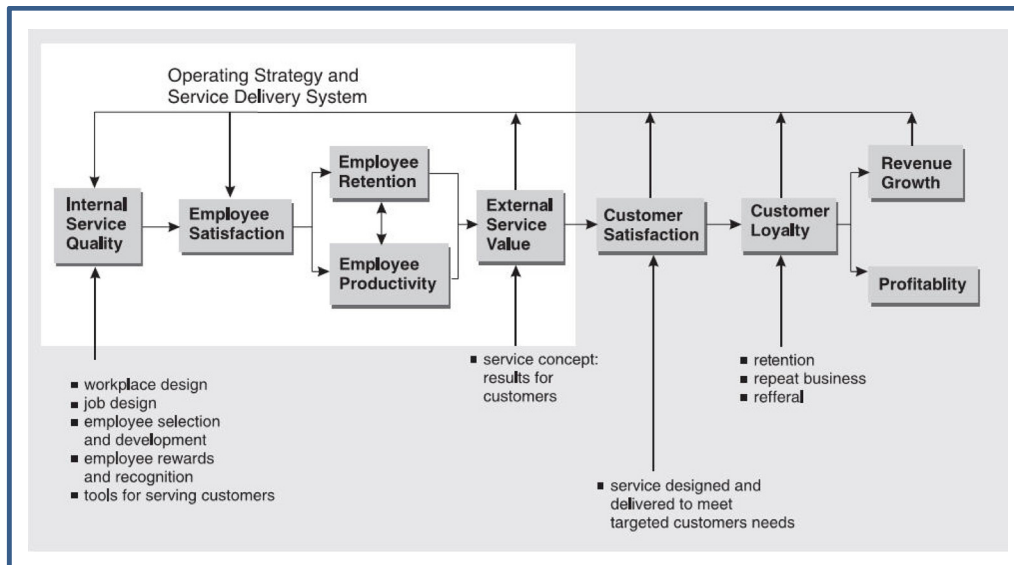 Operating Strategy and
Service Delivery System
Internal
Service
Quality
Employee
Satisfaction
Employee
Retention
Employee
Productivity
External
Service
Value
Customer
Satisfaction
Customer
Loyalty
Revenue
Growth
Profitablity
▪ workplace design
▪ job design
▪ employee selection
and development
▪ employee rewards
and recognition
▪ tools for serving customers
▪ service concept:
results for
customers
▪ service designed and
delivered to meet
targeted customers needs
▪ retention
▪ repeat business
▪ refferal